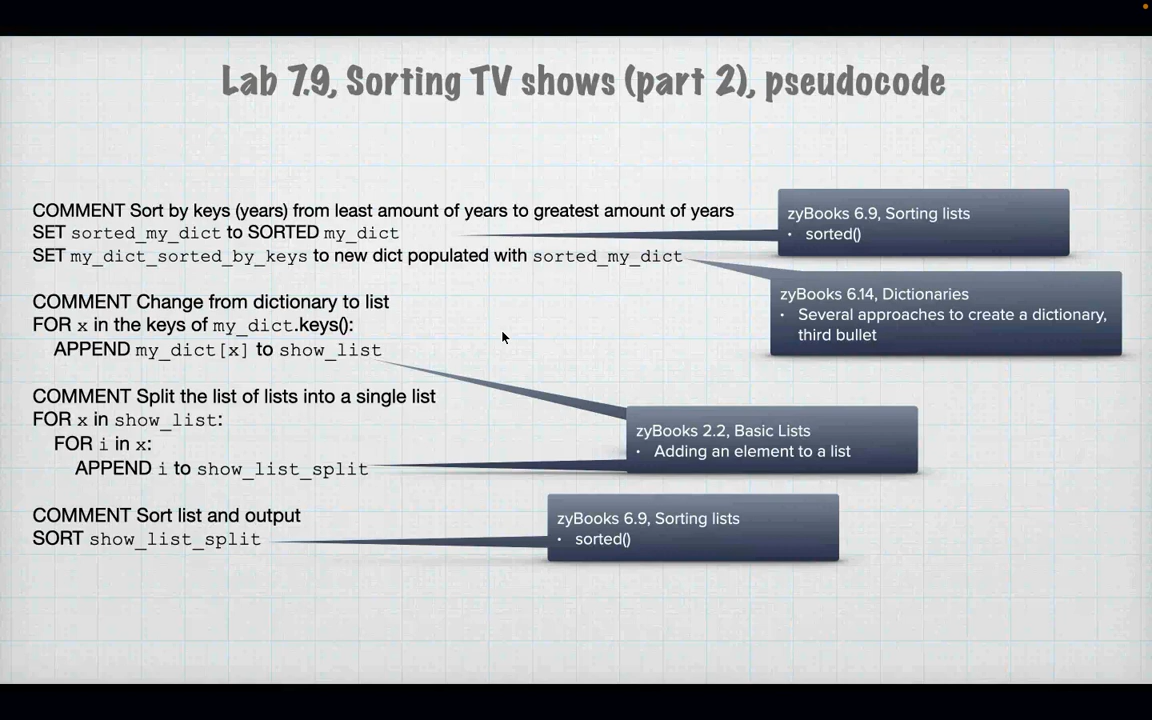 Lab 7.9, Sorting TV shows (part 2), pseudocode
COMMENT Sort by keys (years) from least amount of years to greatest amount of years
SET sorted_my_dict to SORTED my_dict
SET my_dict_sorted_by_keys to new dict populated with sorted_my_dict
zyBooks 6.9, Sorting lists
• sorted()
zyBooks 6.14, Dictionaries
• Several approaches to create a dictionary,
third bullet
COMMENT Change from dictionary to list
FOR x in the keys of my_dict.keys():
APPEND my_dict[x] to show_list
COMMENT Split the list of lists into a single list
FOR x in show_list:
FOR i in x:
APPEND i to show_list_split
zyBooks 2.2, Basic Lists
• Adding an element to a list
COMMENT Sort list and output
SORT show_list_split
zyBooks 6.9, Sorting lists
• sorted()